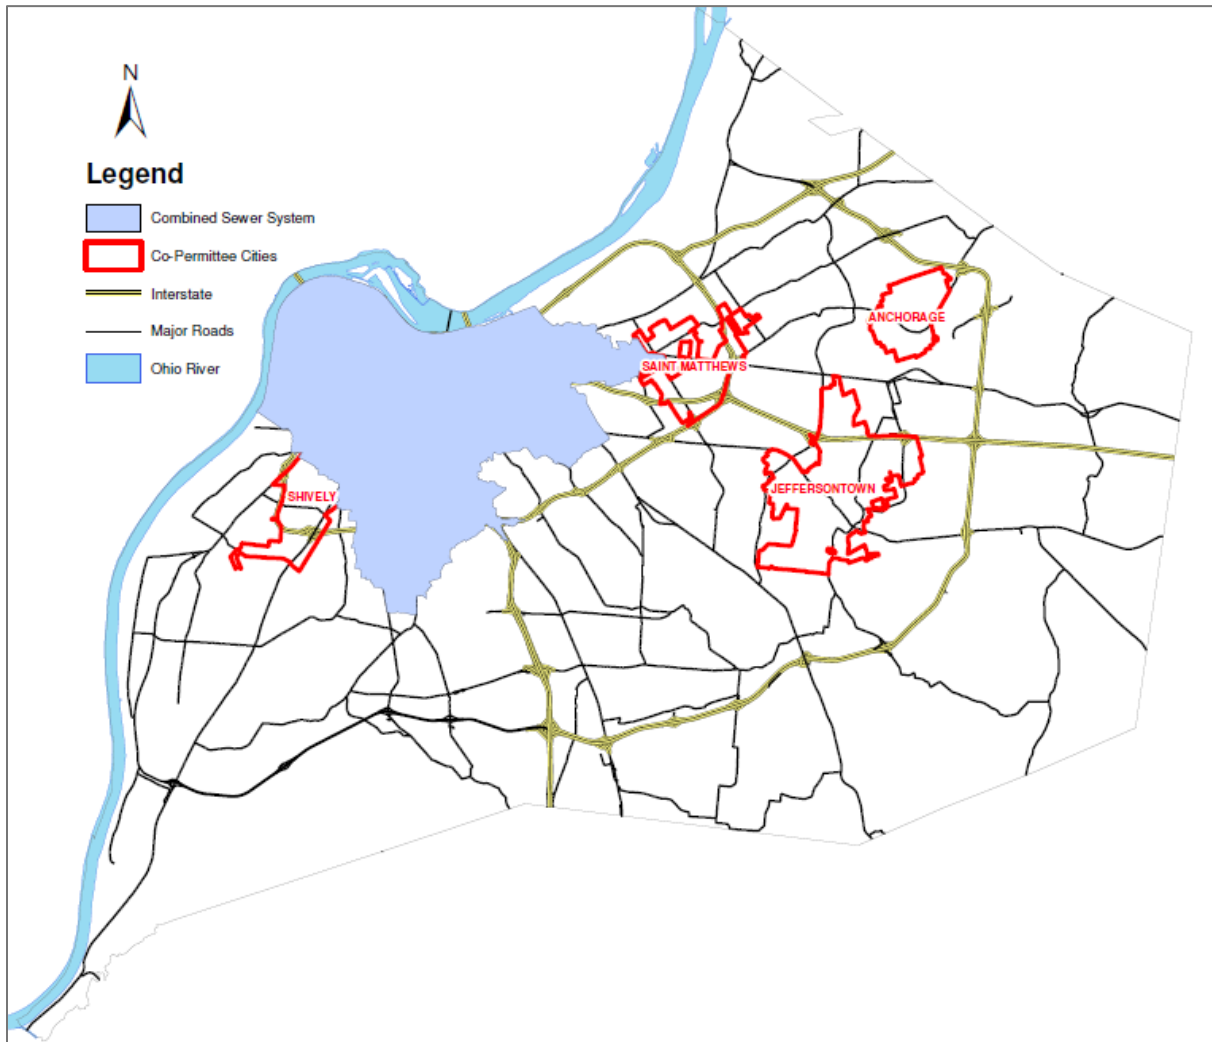 N
Legend
Combined Sewer System
Co-Permittee Cities
Interstate
Major Roads
Ohio River
ANCHORAGE
SAINT MATTHEWS
JEFFERSONTOWN
SHIVELY